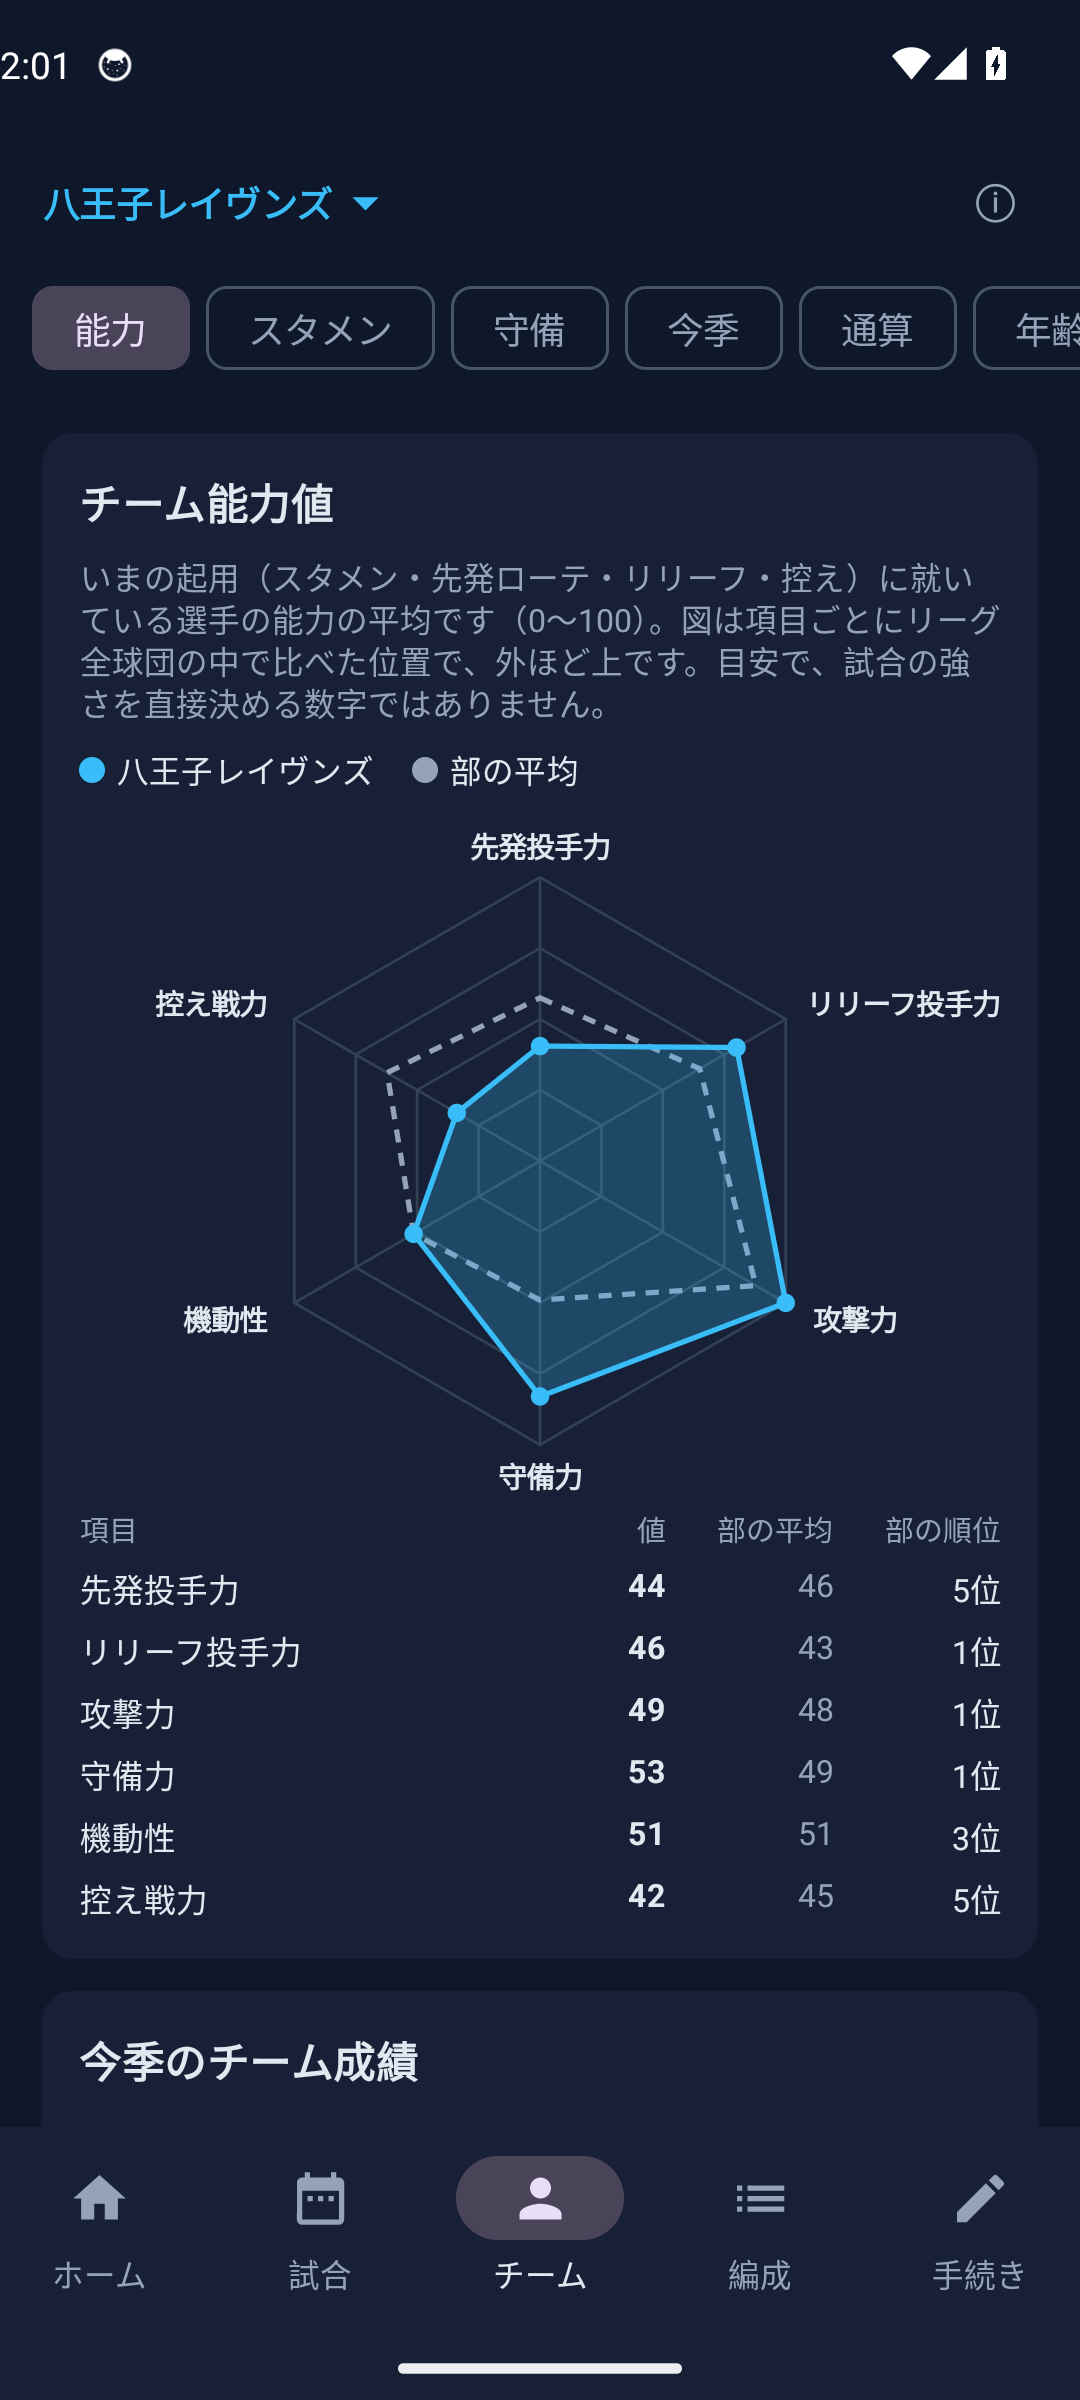 2:01
八王子レイヴンズ
能力 スタメン 守備 今季 通算 年齢
チーム能力値
いまの起用（スタメン・先発ローテ・リリーフ・控え）に就い
ている選手の能力の平均です（0〜100）。図は項目ごとにリーグ
全球団の中で比べた位置で、外ほど上です。目安で、試合の強
さを直接決める数字ではありません。
八王子レイヴンズ 部の平均
先発投手力
控え戦力 リリーフ投手力
機動性 攻撃力
守備力
項目 値 部の平均 部の順位
先発投手力 44 46 5位
リリーフ投手力 46 43 1位
攻撃力 49 48 1位
守備力 53 49 1位
機動性 51 51 3位
控え戦力 42 45 5位
今季のチーム成績
ホーム 試合 チーム 編成 手続き